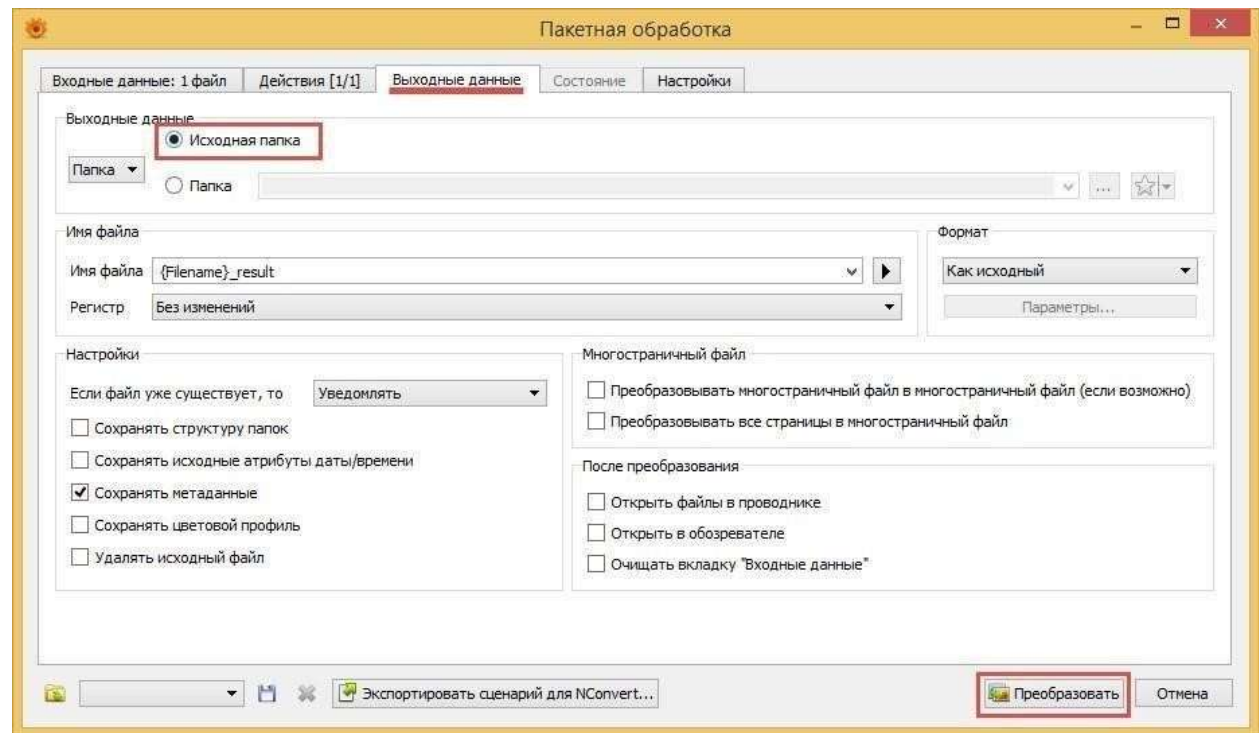 Пакетная обработка
Входные данные: 1 файл
Действия [1/1]
Выходные данные
Состояние
Настройки
Выходные данные
Исходная папка
Папка
Папка
...
Имя файла
Формат
Имя файла {Filename}_result
Как исходный
Регистр Без изменений
Параметры...
Настройки
Многостраничный файл
Если файл уже существует, то Уведомлять
Преобразовывать многостраничный файл в многостраничный файл (если возможно)
Сохранять структуру папок
Преобразовывать все страницы в многостраничный файл
Сохранять исходные атрибуты даты/времени
После преобразования
Сохранять метаданные
Открыть файлы в проводнике
Сохранять цветовой профиль
Открыть в обозревателе
Удалять исходный файл
Очищать вкладку "Входные данные"
Экспортировать сценарий для NConvert...
Преобразовать
Отмена